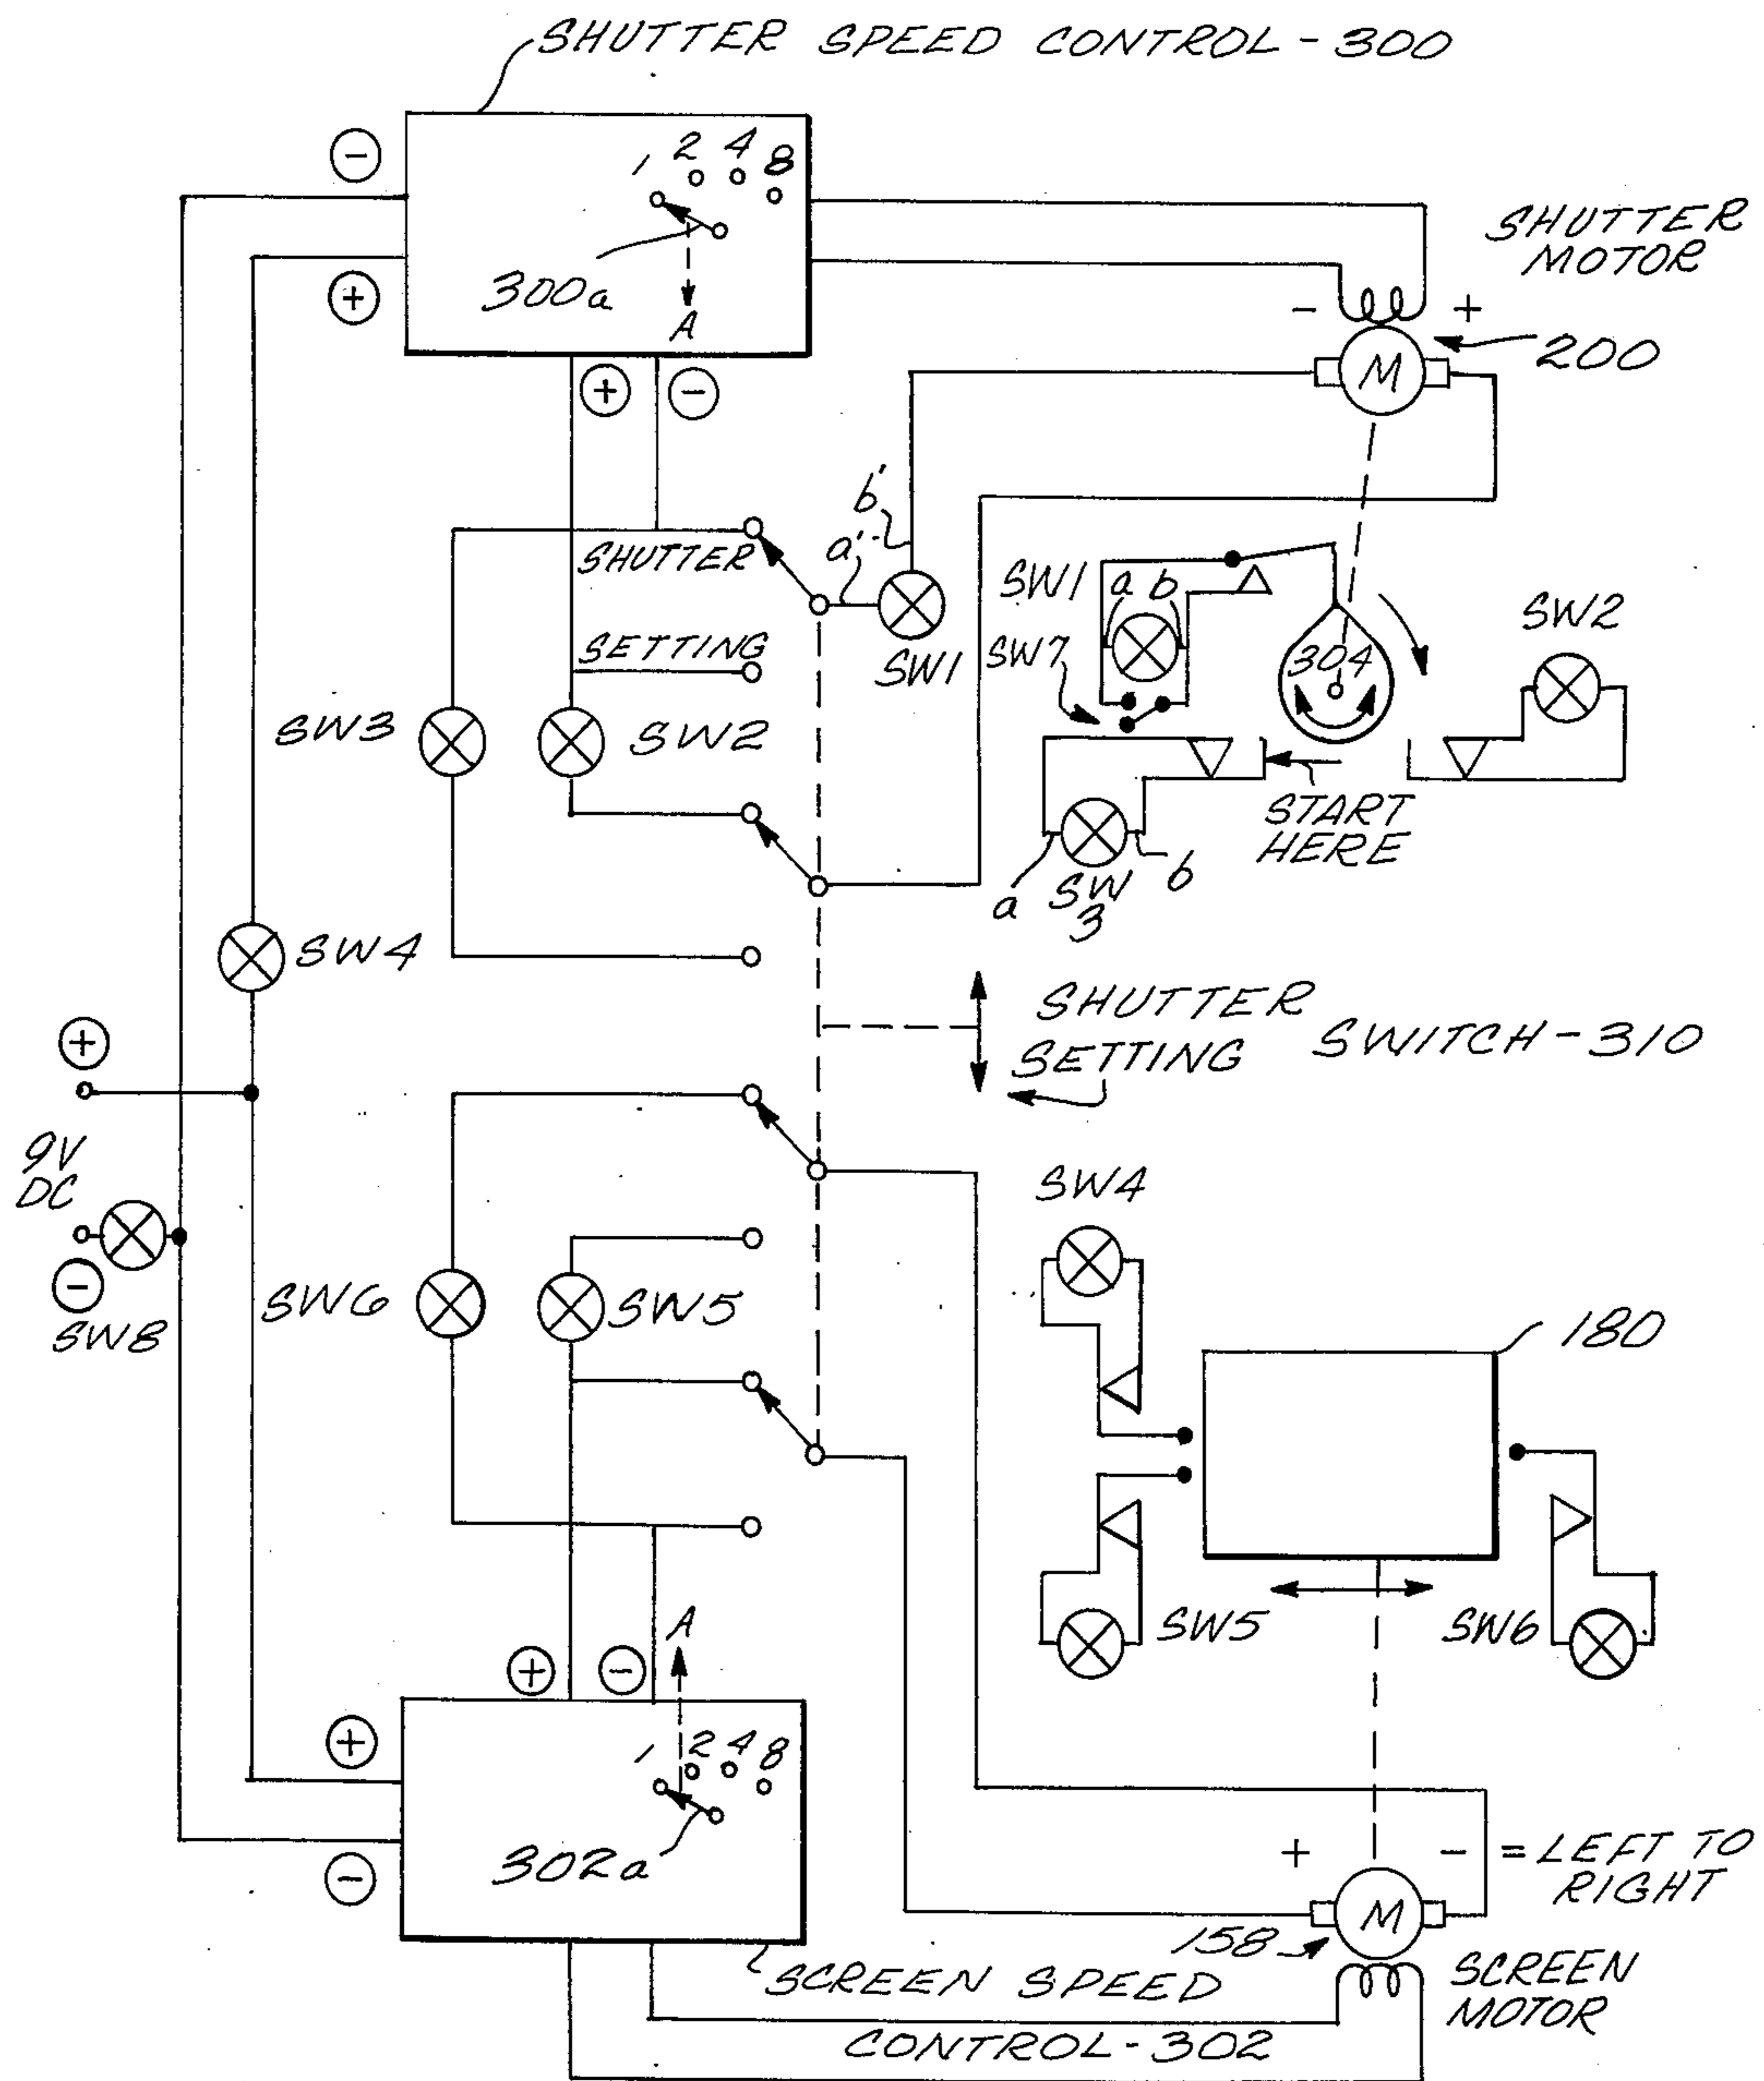 SHUTTER SPEED CONTROL - 300
1 2 4 8
300a
A
SHUTTER
MOTOR
- +
M
200
b'
a'
SHUTTER
SW1
SETTING
SW1
a b
SW7
304
SW2
SW3
SW2
START
HERE
a SW b
3
SW4
+
9V
DC
-
SW8
SHUTTER
SETTING
SWITCH-310
SW4
SW6
SW5
180
SW5
SW6
+ -
A
1 2 4 8
302a
+ - = LEFT TO
RIGHT
M
158
SCREEN
MOTOR
SCREEN SPEED
CONTROL-302